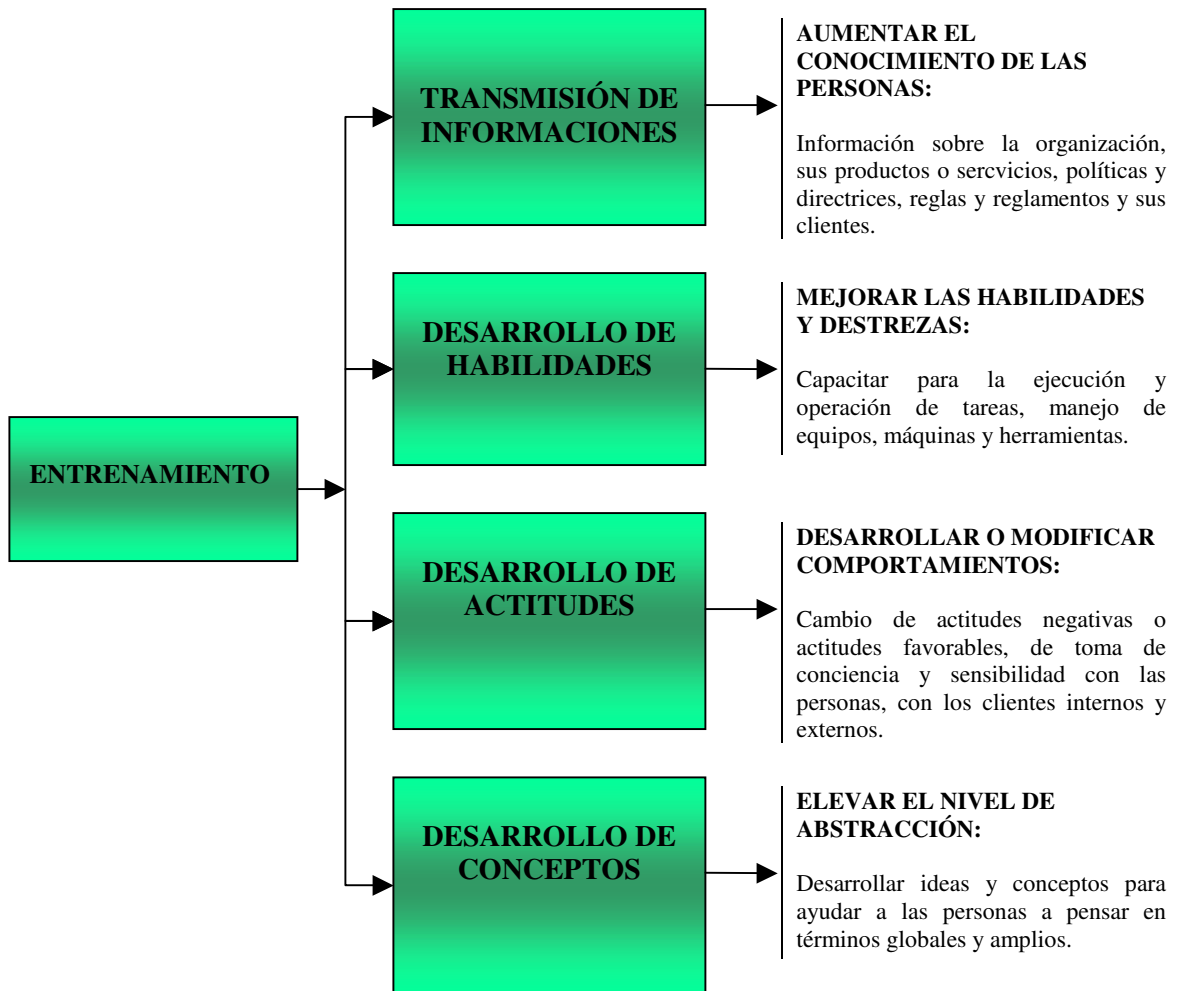 TRANSMISIÓN DE
INFORMACIONES
AUMENTAR EL
CONOCIMIENTO DE LAS
PERSONAS:
Información sobre la organización,
sus productos o sercvicios, políticas y
directrices, reglas y reglamentos y sus
clientes.
DESARROLLO DE
HABILIDADES
MEJORAR LAS HABILIDADES
Y DESTREZAS:
Capacitar para la ejecución y
operación de tareas, manejo de
equipos, máquinas y herramientas.
ENTRENAMIENTO
DESARROLLO DE
ACTITUDES
DESARROLLAR O MODIFICAR
COMPORTAMIENTOS:
Cambio de actitudes negativas o
actitudes favorables, de toma de
conciencia y sensibilidad con las
personas, con los clientes internos y
externos.
DESARROLLO DE
CONCEPTOS
ELEVAR EL NIVEL DE
ABSTRACCIÓN:
Desarrollar ideas y conceptos para
ayudar a las personas a pensar en
términos globales y amplios.